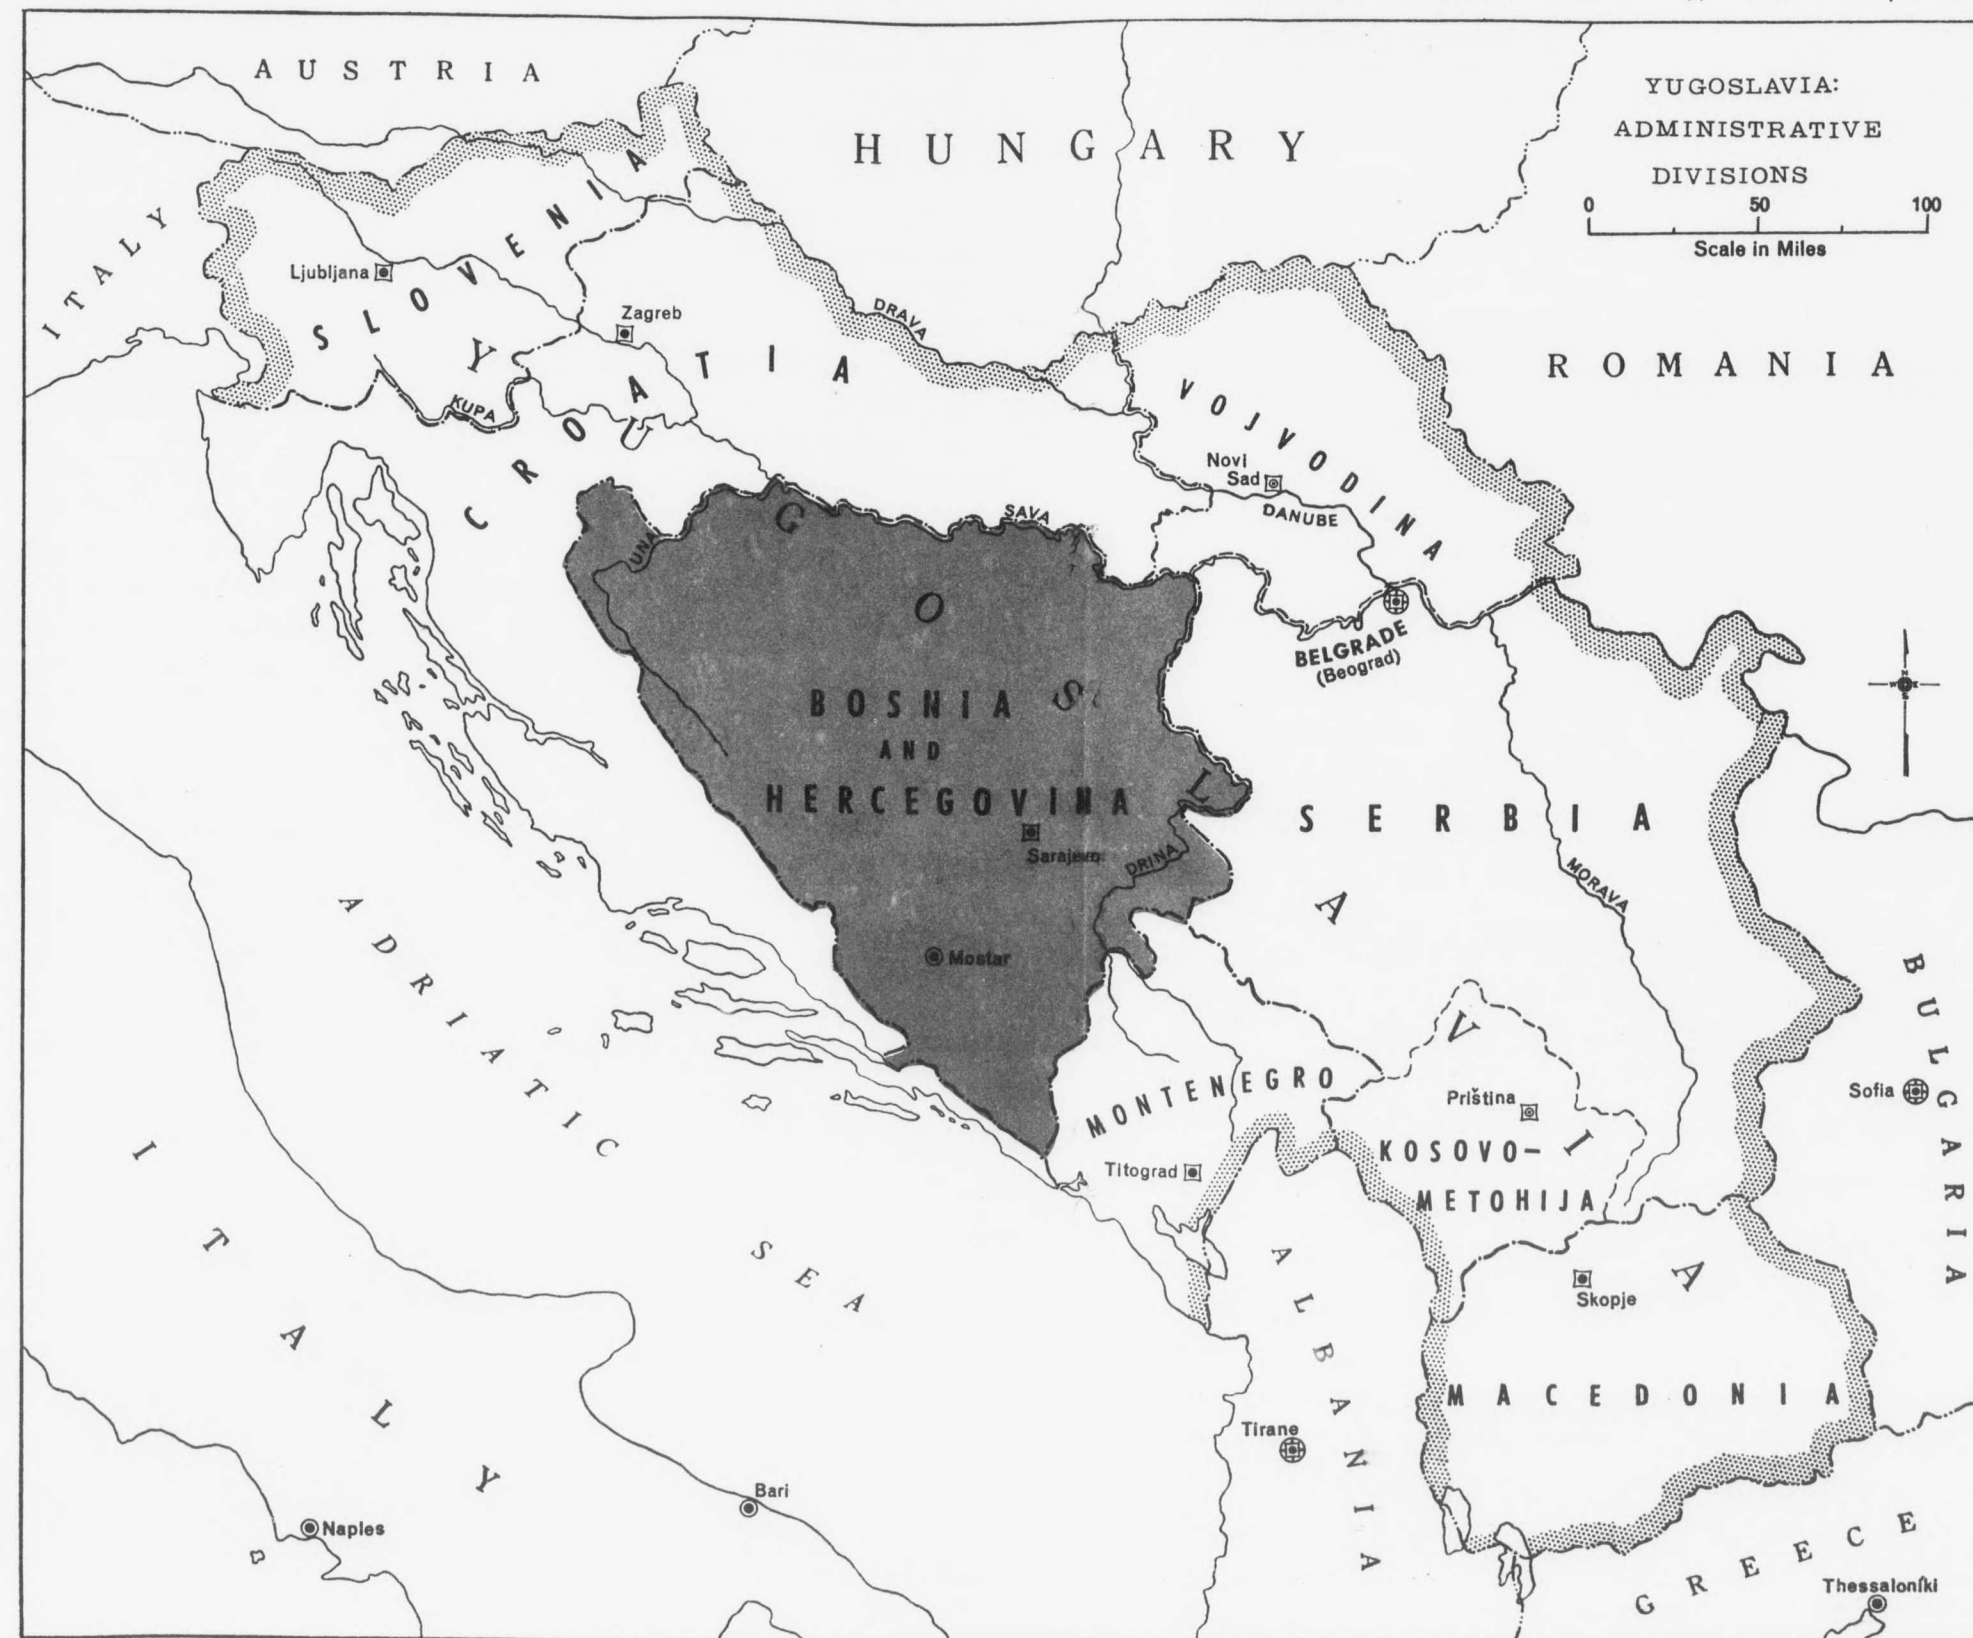 AUSTRIA
HUNGARY
YUGOSLAVIA:
ADMINISTRATIVE
DIVISIONS
0 50 100
Scale in Miles
ITALY
SLOVENIA
Ljubljana
Zagreb
DRAVA
ROMANIA
CROATIA
KUPA
VOJVODINA
Novi
Sad
DANUBE
SAVA
UNA
YUGOSLAVIA
BELGRADE
(Beograd)
N
W E
S
BOSNIA
AND
HERCEGOVINA
Sarajevo
DRINA
SERBIA
MORAVA
Mostar
ADRIATIC
SEA
BULGARIA
Sofia
MONTENEGRO
Priština
KOSOVO-
METOHIJA
Titograd
ITALY
ALBANIA
Skopje
MACEDONIA
Tirane
Bari
Naples
GREECE
Thessaloníki